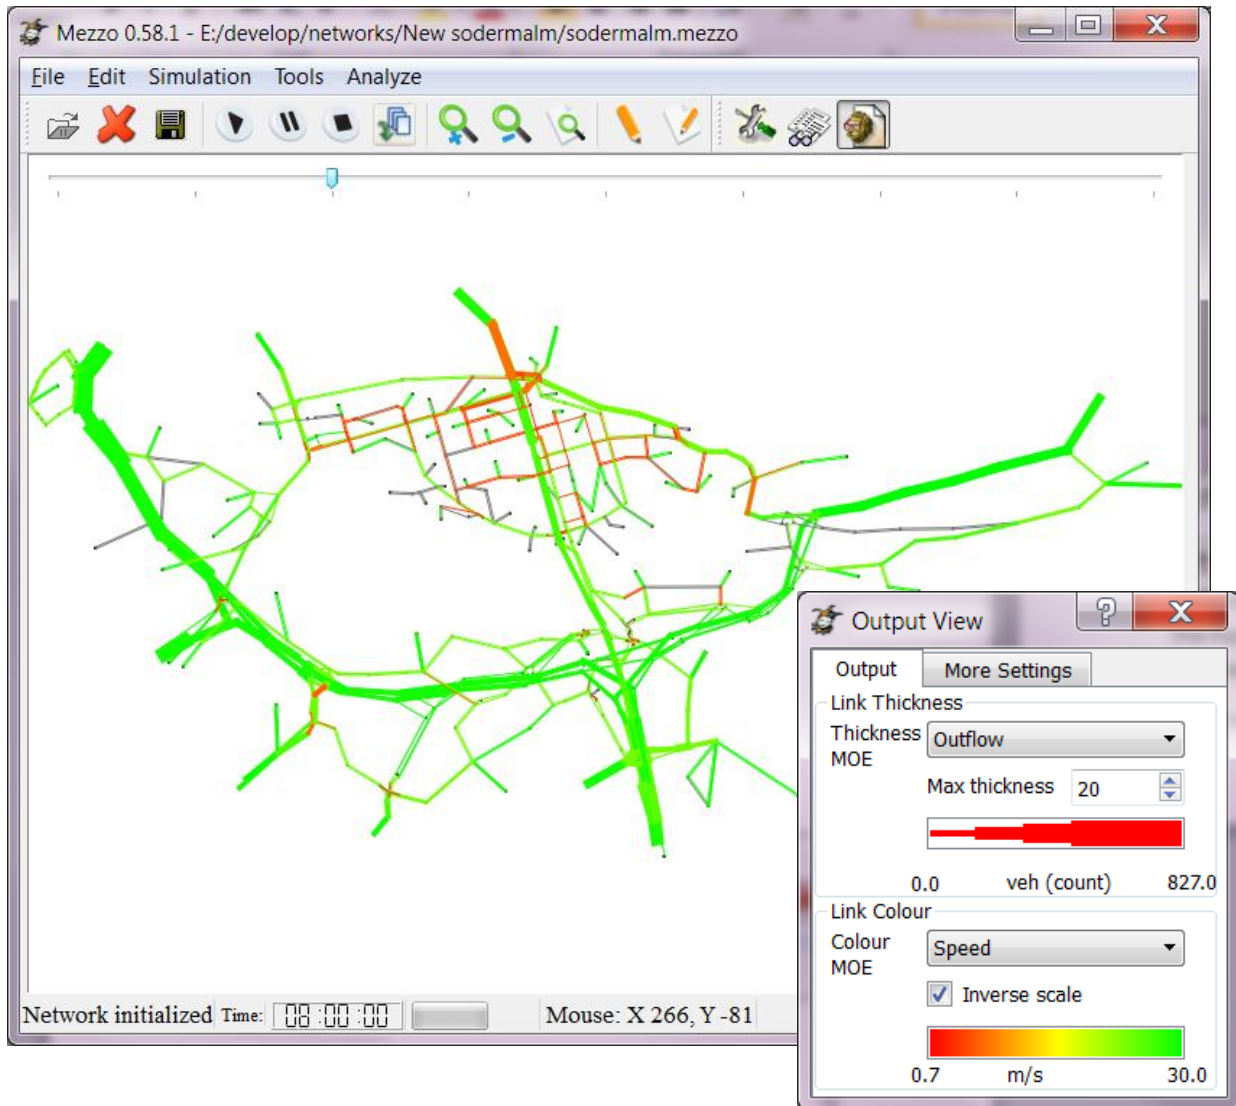 Mezzo 0.58.1 - E:/develop/networks/New sodermalm/sodermalm.mezzo
File Edit Simulation Tools Analyze
Network initialized Time: 08:00:00 Mouse: X 266, Y -81
Output View
Output More Settings
Link Thickness
Thickness MOE Outflow
Max thickness 20
0.0 veh (count) 827.0
Link Colour
Colour MOE Speed
Inverse scale
0.7 m/s 30.0